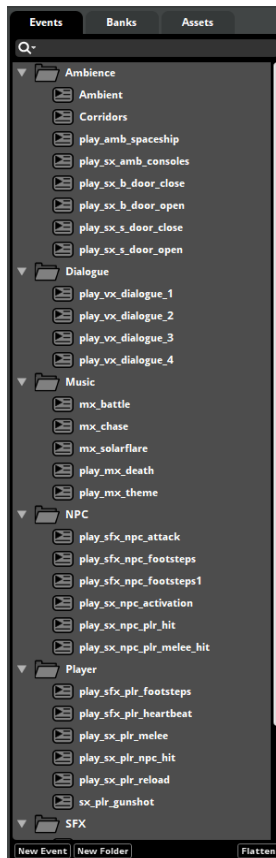 Events Banks Assets
Ambience
Ambient
Corridors
play_amb_spaceship
play_sx_amb_consoles
play_sx_b_door_close
play_sx_b_door_open
play_sx_s_door_close
play_sx_s_door_open
Dialogue
play_vx_dialogue_1
play_vx_dialogue_2
play_vx_dialogue_3
play_vx_dialogue_4
Music
mx_battle
mx_chase
mx_solarflare
play_mx_death
play_mx_theme
NPC
play_sfx_npc_attack
play_sfx_npc_footsteps
play_sfx_npc_footsteps1
play_sx_npc_activation
play_sx_npc_plr_hit
play_sx_npc_plr_melee_hit
Player
play_sfx_plr_footsteps
play_sfx_plr_heartbeat
play_sx_plr_melee
play_sx_plr_npc_hit
play_sx_plr_reload
sx_plr_gunshot
SFX
New Event New Folder Flatten